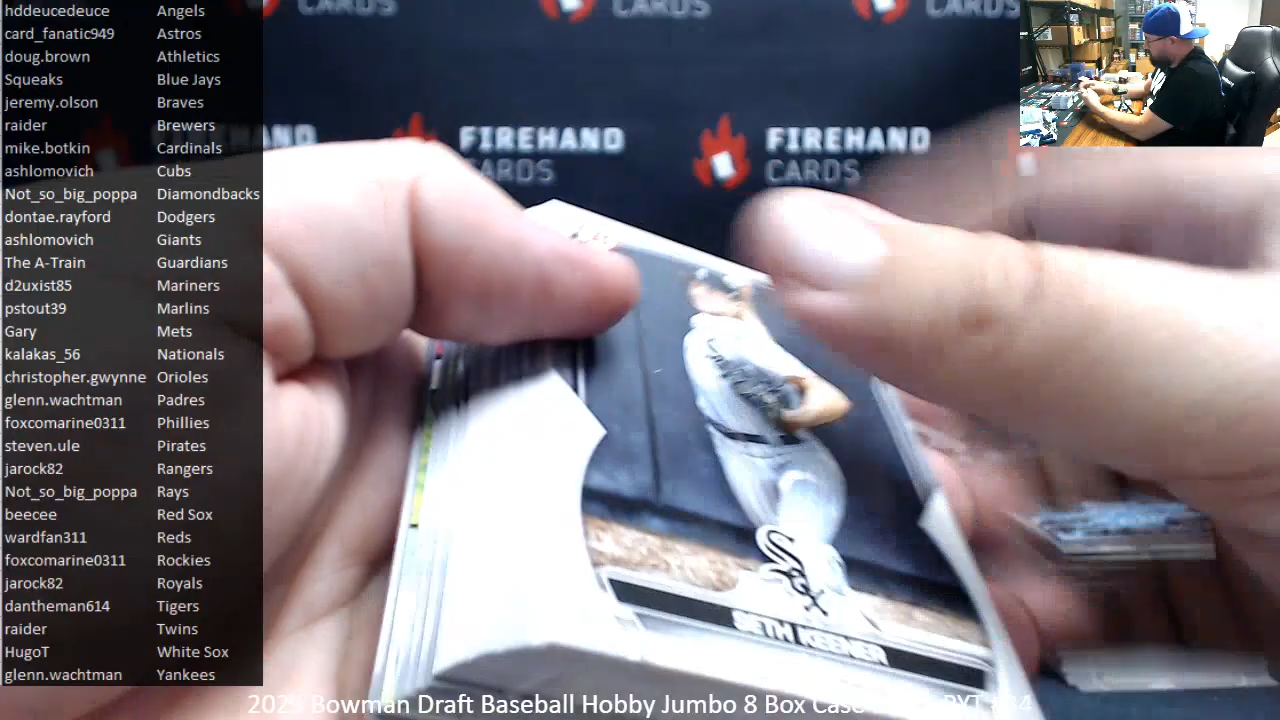 hddeucedeuce Angels
card_fanatic949 Astros
doug.brown Athletics
Squeaks Blue Jays
jeremy.olson Braves
raider Brewers
mike.botkin Cardinals
ashlomovich Cubs
Not_so_big_poppa Diamondbacks
dontae.rayford Dodgers
ashlomovich Giants
The A-Train Guardians
d2uxist85 Mariners
pstout39 Marlins
Gary Mets
kalakas_56 Nationals
christopher.gwynne Orioles
glenn.wachtman Padres
foxcomarine0311 Phillies
steven.ule Pirates
jarock82 Rangers
Not_so_big_poppa Rays
beecee Red Sox
wardfan311 Reds
foxcomarine0311 Rockies
jarock82 Royals
dantheman614 Tigers
raider Twins
HugoT White Sox
glenn.wachtman Yankees
CARDS
CARDS
CARDS
FIREHAND
CARDS
FIREHAND
CARDS
Sox
SETH KEENER
Bowman Draft Baseball Hobby Jumbo 8 Box